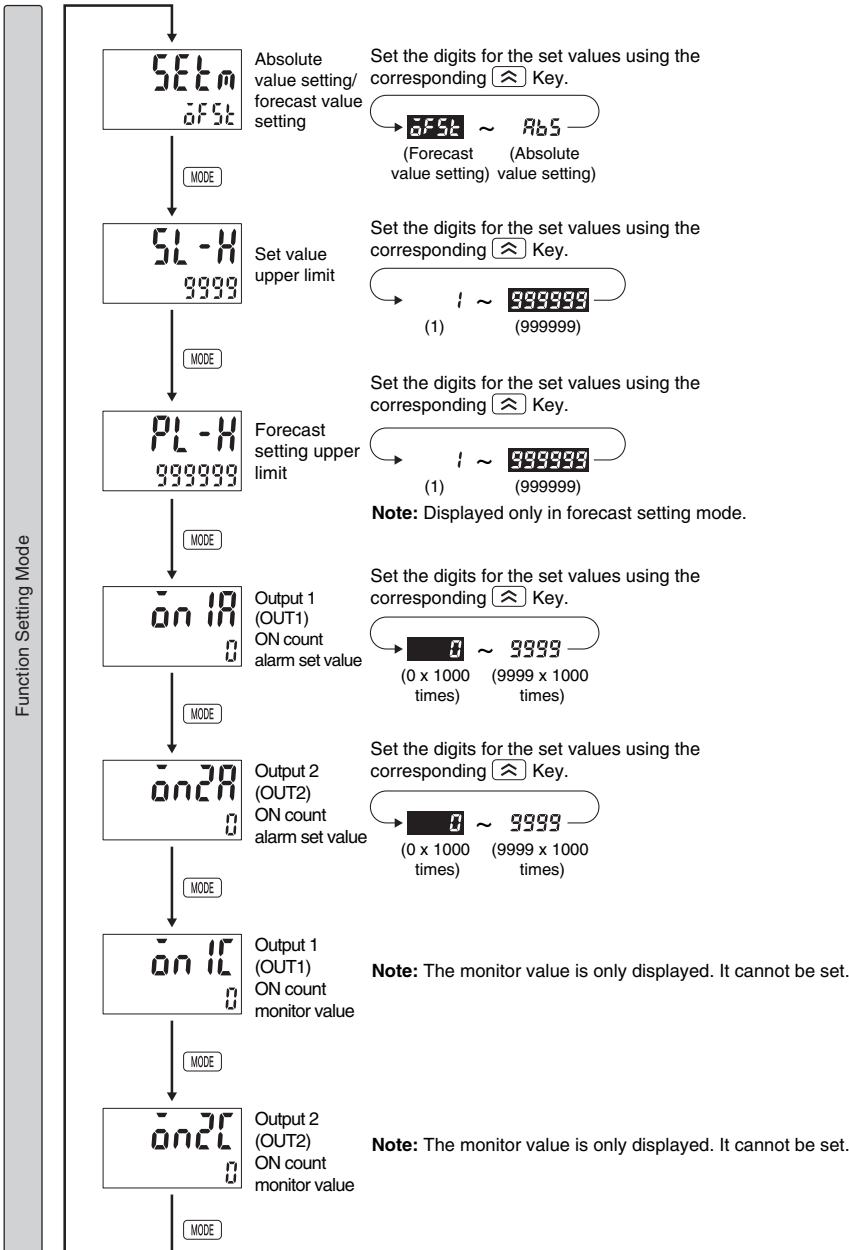 Function Setting Mode
SEtm
oFSt
Absolute
value setting/
forecast value
setting
Set the digits for the set values using the
corresponding Key.
oFSt ~ AbS
(Forecast
value setting)
(Absolute
value setting)
MODE
SL-H
9999
Set value
upper limit
Set the digits for the set values using the
corresponding Key.
1 ~ 999999
(1) (999999)
MODE
PL-H
999999
Forecast
setting upper
limit
Set the digits for the set values using the
corresponding Key.
1 ~ 999999
(1) (999999)
Note: Displayed only in forecast setting mode.
MODE
on1A
0
Output 1
(OUT1)
ON count
alarm set value
Set the digits for the set values using the
corresponding Key.
0 ~ 9999
(0 x 1000
times)
(9999 x 1000
times)
MODE
on2A
0
Output 2
(OUT2)
ON count
alarm set value
Set the digits for the set values using the
corresponding Key.
0 ~ 9999
(0 x 1000
times)
(9999 x 1000
times)
MODE
on1C
0
Output 1
(OUT1)
ON count
monitor value
Note: The monitor value is only displayed. It cannot be set.
MODE
on2C
0
Output 2
(OUT2)
ON count
monitor value
Note: The monitor value is only displayed. It cannot be set.
MODE